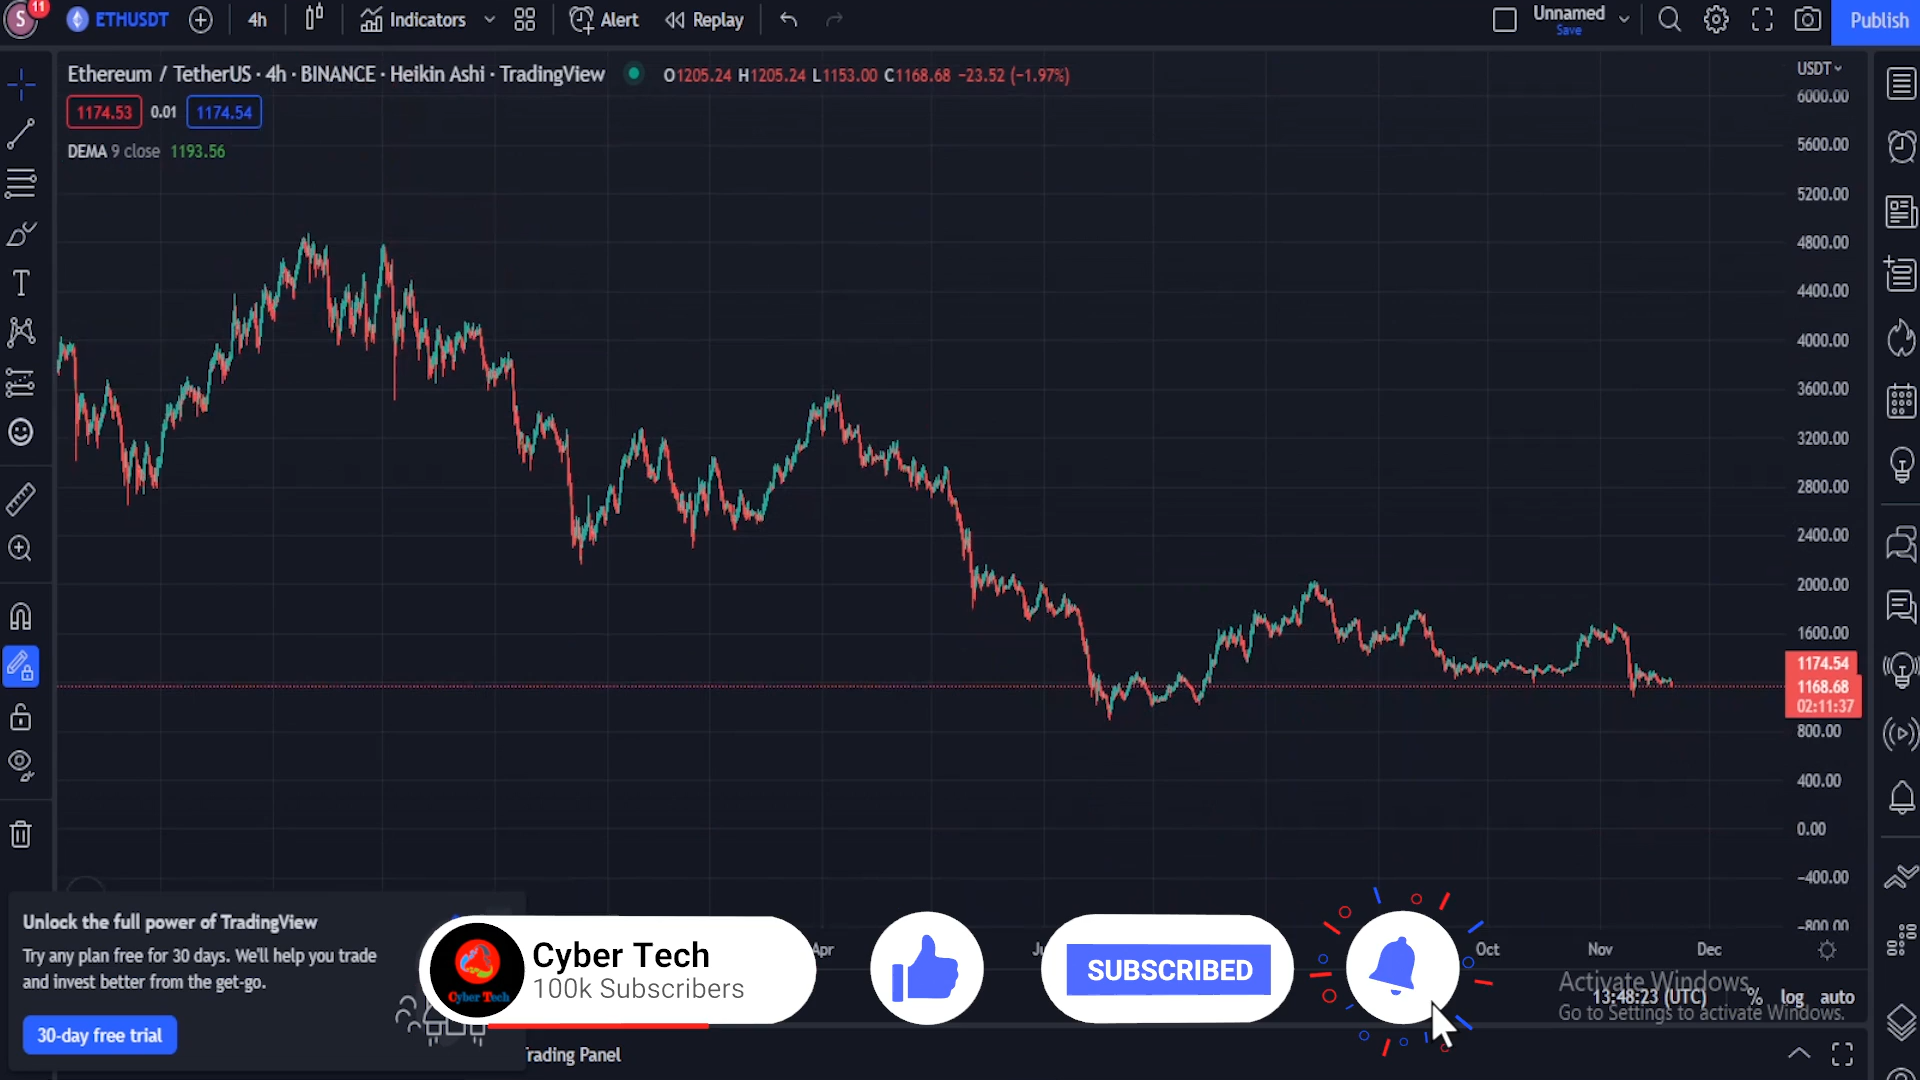 S 11 ETHUSDT 4h Indicators Alert Replay Unnamed Save Publish
Ethereum / TetherUS · 4h · BINANCE · Heikin Ashi · TradingView O1205.24 H1205.24 L1153.00 C1168.68 −23.52 (−1.97%)
1174.53 0.01 1174.54
DEMA 9 close 1193.56
USDT
6000.00
5600.00
5200.00
4800.00
4400.00
4000.00
3600.00
3200.00
2800.00
2400.00
2000.00
1600.00
1174.54
1168.68
02:11:37
800.00
400.00
0.00
−400.00
−800.00
Apr Oct Nov Dec
Unlock the full power of TradingView
Try any plan free for 30 days. We'll help you trade
and invest better from the get-go.
30-day free trial
Cyber Tech
Cyber Tech
100k Subscribers
SUBSCRIBED
Activate Windows
Go to Settings to activate Windows.
13:48:23 (UTC) % log auto
Trading Panel